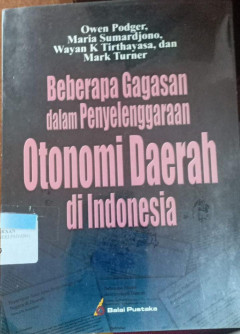 Owen Podger,
Maria Sumardjono,
Wayan K Tirthayasa, dan
Mark Turner
Beberapa Gagasan
dalam Penyelenggaraan
Otonomi Daerah
di Indonesia
Balai Pustaka